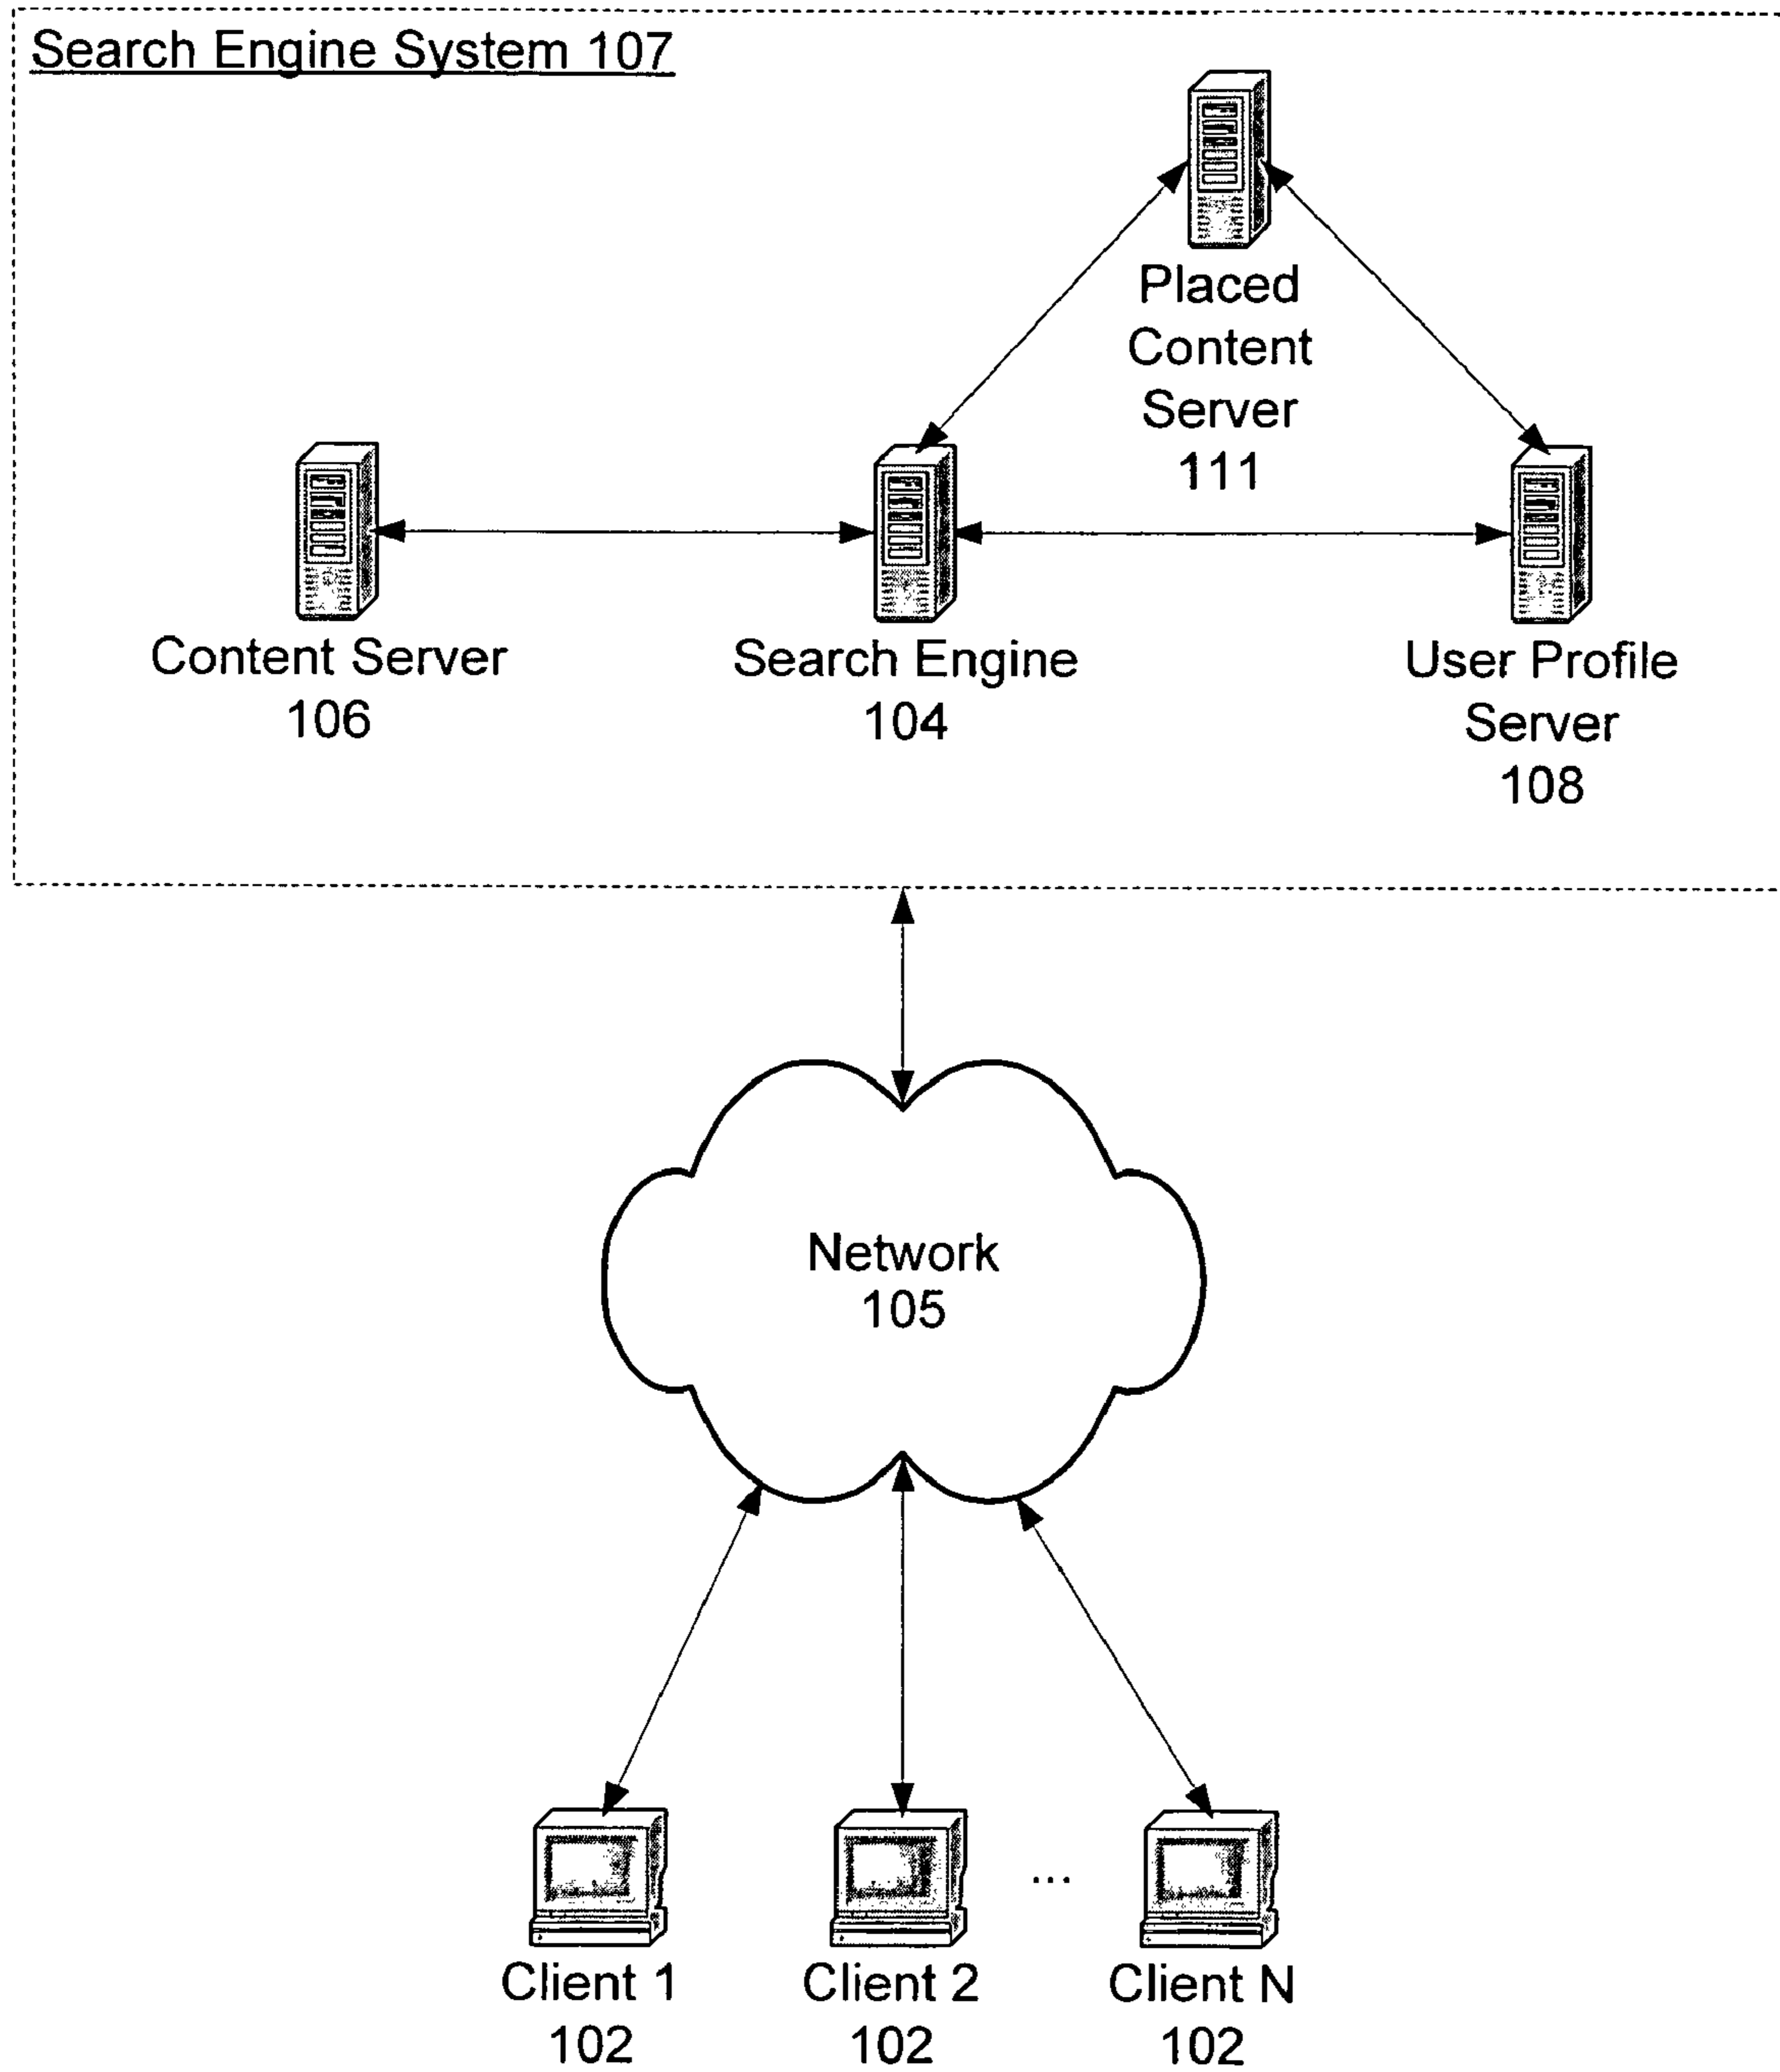 Search Engine System 107
Placed
Content
Server
111
Content Server
106
Search Engine
104
User Profile
Server
108
Network
105
Client 1
102
Client 2
102
...
Client N
102